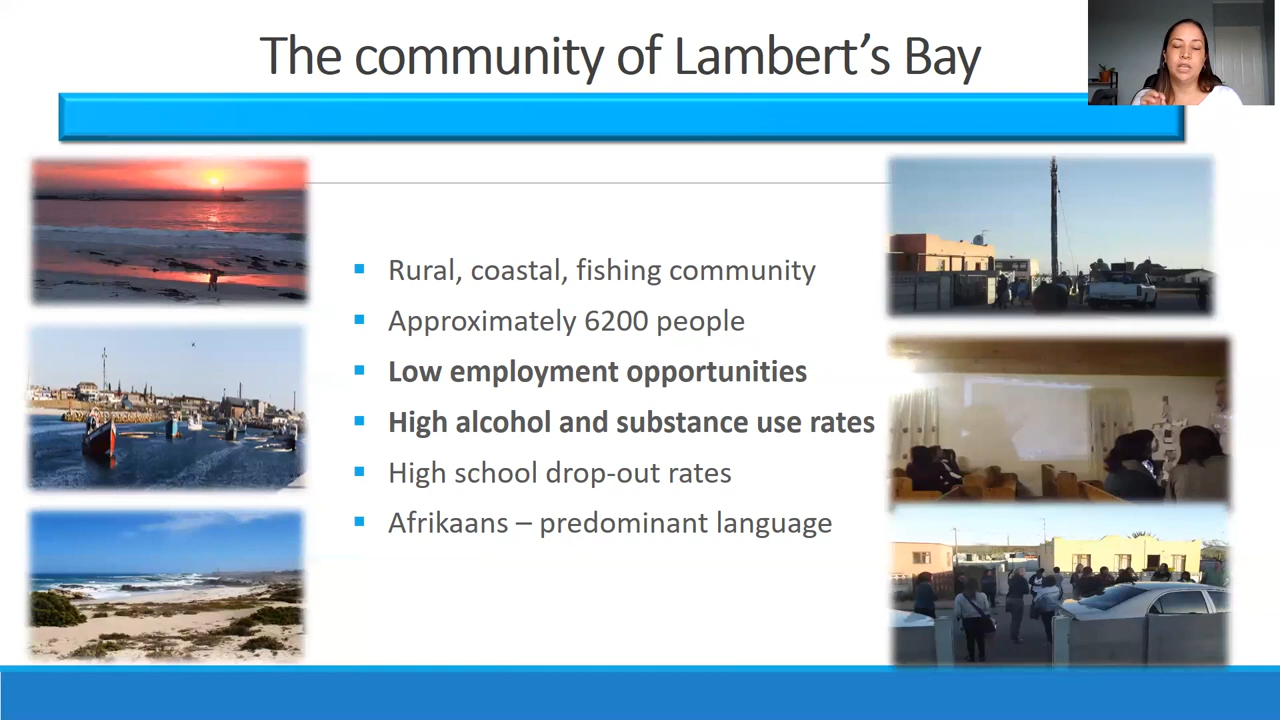 The community of Lambert's Bay
Rural, coastal, fishing community
Approximately 6200 people
Low employment opportunities
High alcohol and substance use rates
High school drop-out rates
Afrikaans – predominant language